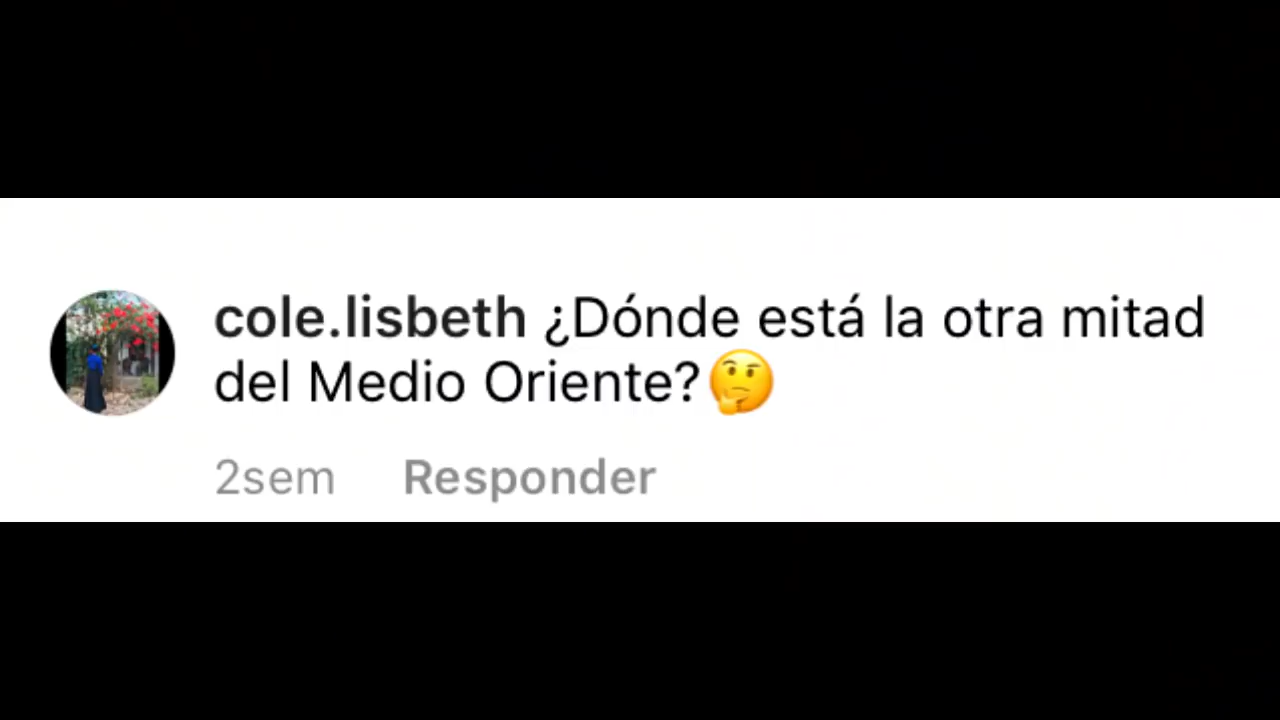 cole.lisbeth ¿Dónde está la otra mitad
del Medio Oriente?🤔
2sem Responder